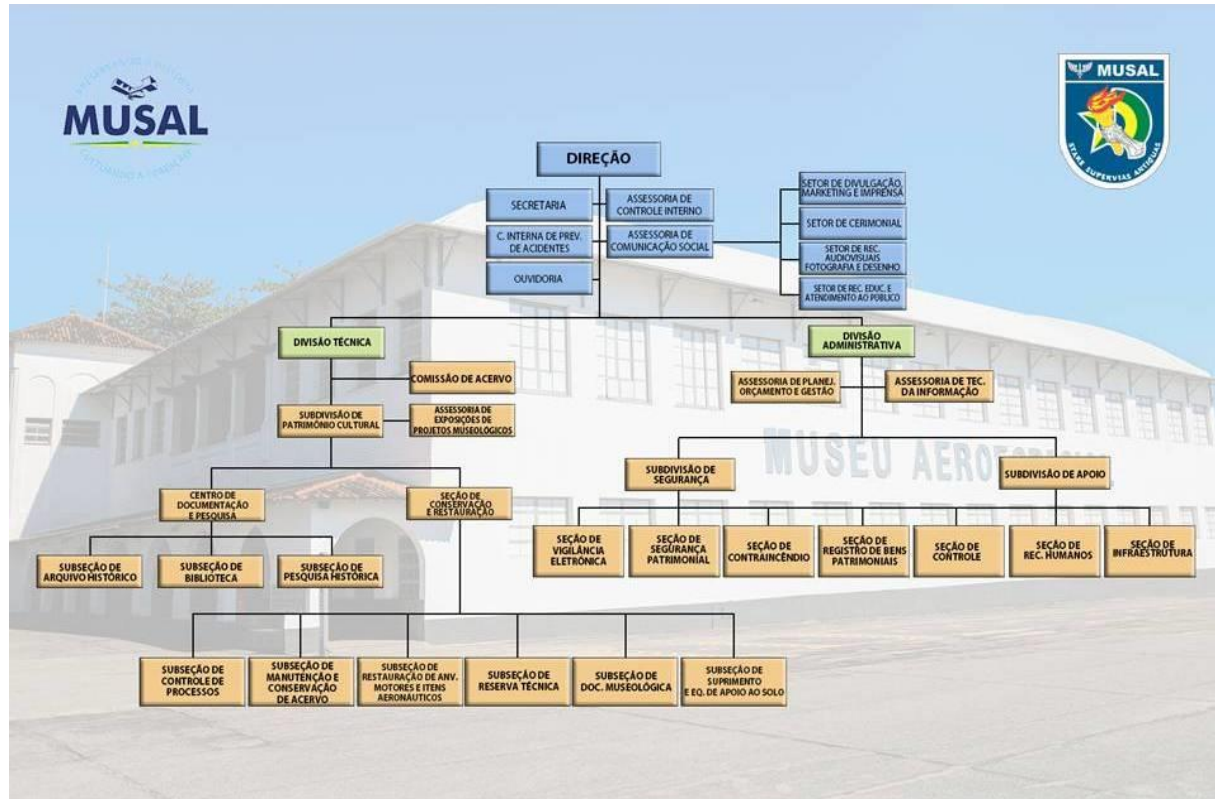 MUSAL
CULTUANDO A TRADIÇÃO
MUSAL
STARE SUPERVIAS ANTIQUAS
DIREÇÃO
SECRETARIA
ASSESSORIA DE
CONTROLE INTERNO
C. INTERNA DE PREV.
DE ACIDENTES
ASSESSORIA DE
COMUNICAÇÃO SOCIAL
OUVIDORIA
SETOR DE DIVULGAÇÃO,
MARKETING E IMPRENSA
SETOR DE CERIMONIAL
SETOR DE REC.
AUDIOVISUAIS
FOTOGRAFIA E DESENHO
SETOR DE REC. EDUC. E
ATENDIMENTO AO PÚBLICO
DIVISÃO TÉCNICA
DIVISÃO
ADMINISTRATIVA
COMISSÃO DE ACERVO
SUBDIVISÃO DE
PATRIMÔNIO CULTURAL
ASSESSORIA DE
EXPOSIÇÕES DE
PROJETOS MUSEOLÓGICOS
ASSESSORIA DE PLANEJ.
ORÇAMENTO E GESTÃO
ASSESSORIA DE TEC.
DA INFORMAÇÃO
MUSEU
CENTRO DE
DOCUMENTAÇÃO
E PESQUISA
SEÇÃO DE
CONSERVAÇÃO
E RESTAURAÇÃO
SUBDIVISÃO DE
SEGURANÇA
SUBDIVISÃO DE APOIO
SUBSEÇÃO DE
ARQUIVO HISTÓRICO
SUBSEÇÃO DE
BIBLIOTECA
SUBSEÇÃO DE
PESQUISA HISTÓRICA
SEÇÃO DE
VIGILÂNCIA
ELETRÔNICA
SEÇÃO DE
SEGURANÇA
PATRIMONIAL
SEÇÃO DE
CONTRAINCÊNDIO
SEÇÃO DE
REGISTRO DE BENS
PATRIMONIAIS
SEÇÃO DE
CONTROLE
SEÇÃO DE
REC. HUMANOS
SEÇÃO DE
INFRAESTRUTURA
SUBSEÇÃO DE
CONTROLE DE
PROCESSOS
SUBSEÇÃO DE
MANUTENÇÃO E
CONSERVAÇÃO
DE ACERVO
SUBSEÇÃO DE
RESTAURAÇÃO DE ANV.
MOTORES E ITENS
AERONÁUTICOS
SUBSEÇÃO DE
RESERVA TÉCNICA
SUBSEÇÃO DE
DOC. MUSEOLÓGICA
SUBSEÇÃO DE
SUPRIMENTO
E EQ. DE APOIO AO SOLO